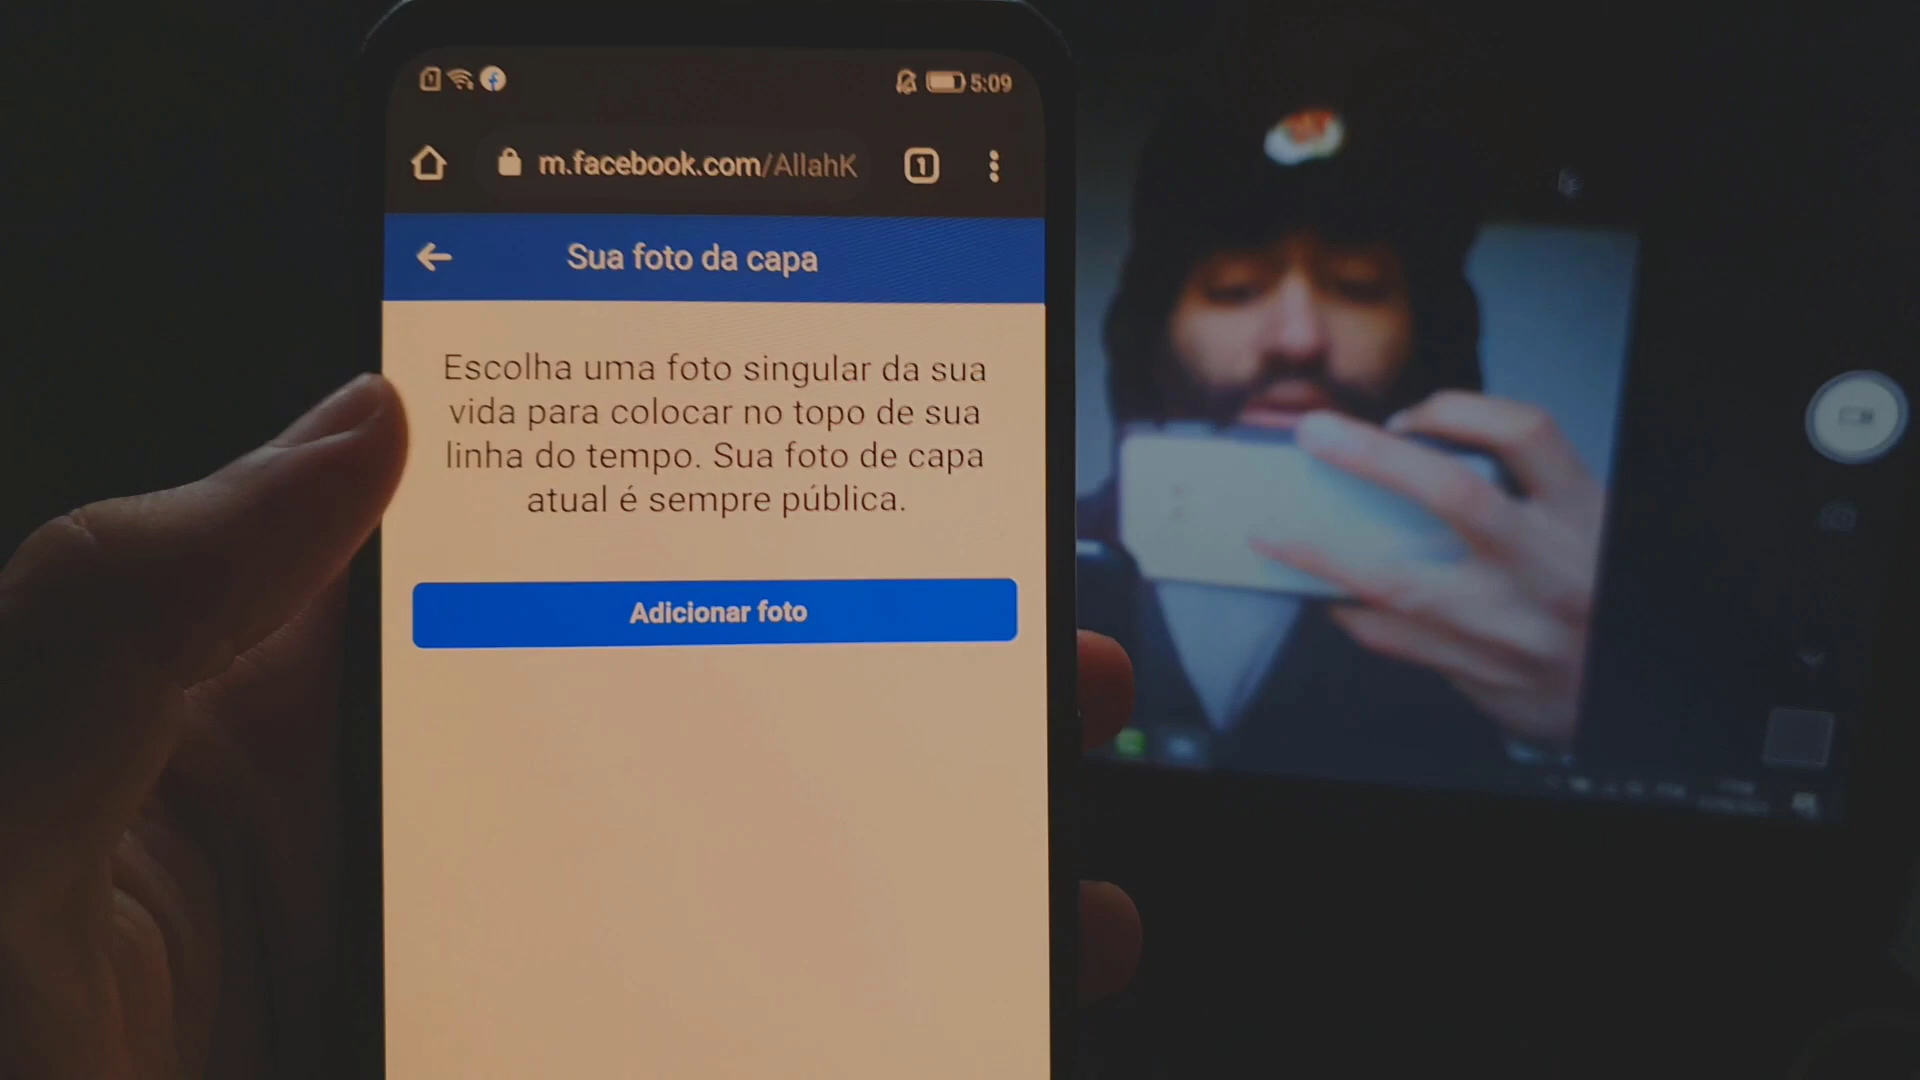 5:09
m.facebook.com/AllahK
1
Sua foto da capa
Escolha uma foto singular da sua
vida para colocar no topo de sua
linha do tempo. Sua foto de capa
atual é sempre pública.
Adicionar foto